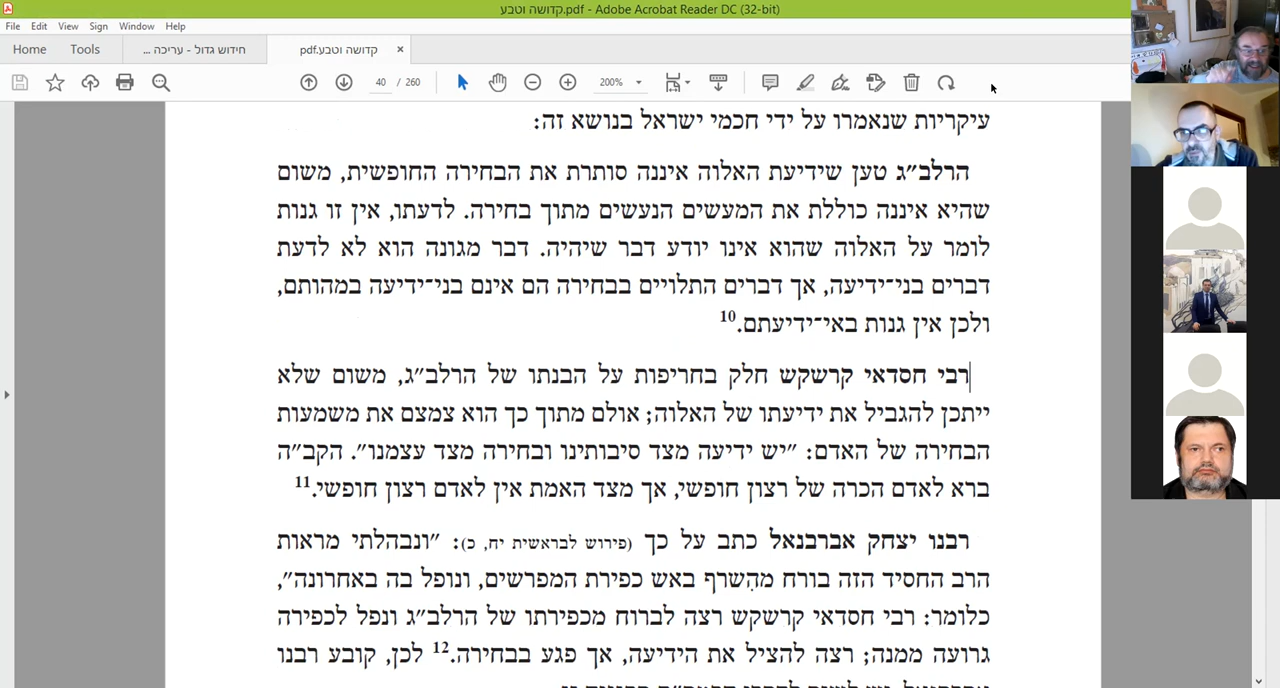 קדושה וטבע.pdf - Adobe Acrobat Reader DC (32-bit)
File Edit View Sign Window Help
Home Tools חידוש גדול - עריכה ... קדושה וטבע.pdf ×
40 / 260 200%
עיקריות שנאמרו על ידי חכמי ישראל בנושא זה:
הרלב״ג טען שידיעת האלוה איננה סותרת את הבחירה החופשית, משום
שהיא איננה כוללת את המעשים הנעשים מתוך בחירה. לדעתו, אין זו גנות
לומר על האלוה שהוא אינו יודע דבר שיהיה. דבר מגונה הוא לא לדעת
דברים בני־ידיעה, אך דברים התלויים בבחירה הם אינם בני־ידיעה במהותם,
ולכן אין גנות באי־ידיעתם.10
רבי חסדאי קרשקש חלק בחריפות על הבנתו של הרלב״ג, משום שלא
ייתכן להגביל את ידיעתו של האלוה; אולם מתוך כך הוא צמצם את משמעות
הבחירה של האדם: ״יש ידיעה מצד סיבותינו ובחירה מצד עצמנו״. הקב״ה
ברא לאדם הכרה של רצון חופשי, אך מצד האמת אין לאדם רצון חופשי.11
רבנו יצחק אברבנאל כתב על כך (פירוש לבראשית יח, כ): ״ונבהלתי מראות
הרב החסיד הזה בורח מהִשרף באש כפירת המפרשים, ונופל בה באחרונה״,
כלומר: רבי חסדאי קרשקש רצה לברוח מכפירתו של הרלב״ג ונפל לכפירה
גרועה ממנה; רצה להציל את הידיעה, אך פגע בבחירה.12 לכן, קובע רבנו